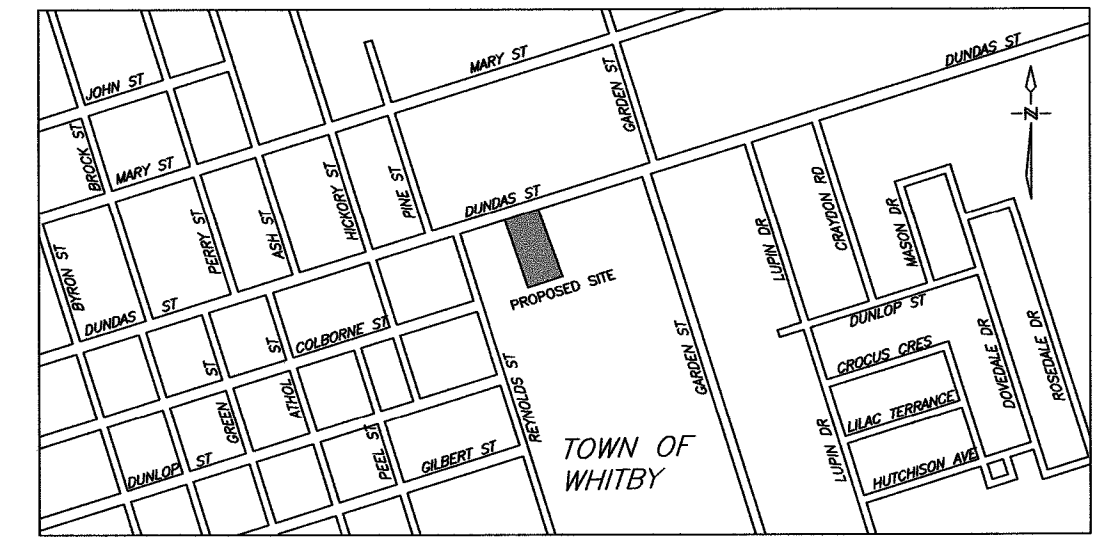 JOHN ST
BROCK ST
MARY ST
BYRON ST
PERRY ST
ASH ST
HICKORY ST
PINE ST
MARY ST
GARDEN ST
DUNDAS ST
N
DUNDAS ST
PROPOSED SITE
LUPIN DR
CRAYDON RD
MASON DR
DUNLOP ST
DUNDAS ST
COLBORNE ST
GREEN ST
ATHOL ST
REYNOLDS ST
GARDEN ST
CROCUS CRES
DOVEDALE DR
ROSEDALE DR
LILAC TERRANCE
LUPIN DR
HUTCHISON AVE
DUNLOP ST
PEEL ST
GILBERT ST
TOWN OF
WHITBY